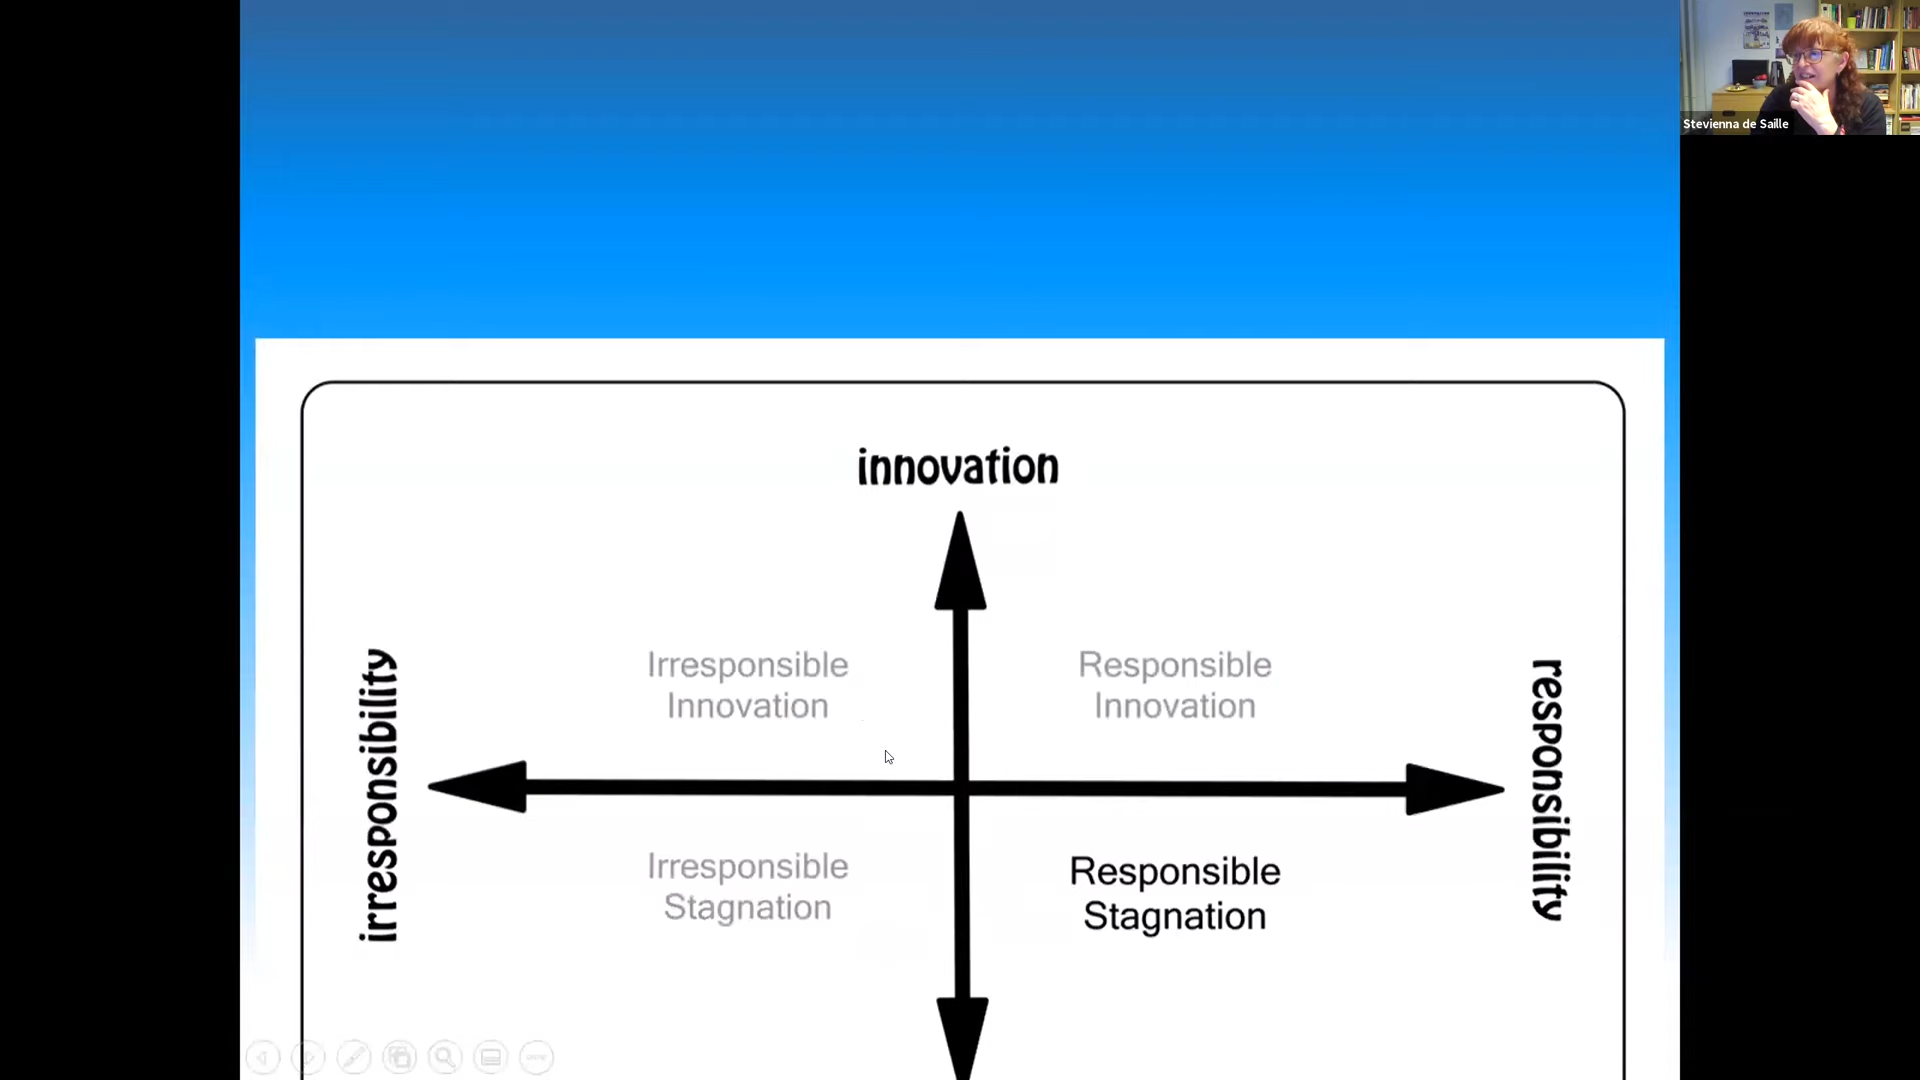 Stevienna de Saille
innovation
irresponsibility
Irresponsible
Innovation
Responsible
Innovation
responsibility
Irresponsible
Stagnation
Responsible
Stagnation